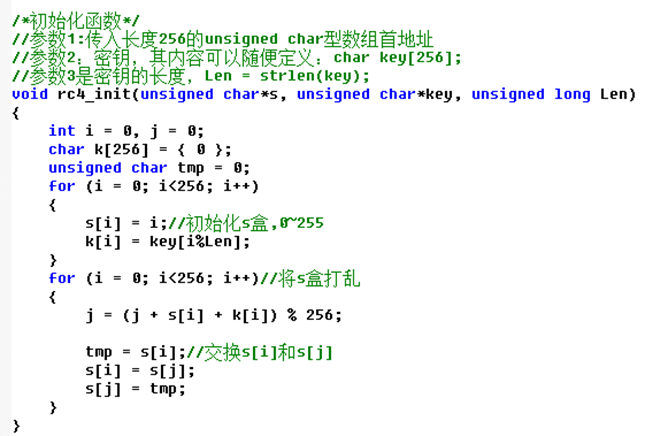 /*初始化函数*/
//参数1:传入长度256的unsigned char型数组首地址
//参数2：密钥，其内容可以随便定义：char key[256];
//参数3是密钥的长度，Len = strlen(key);
void rc4_init(unsigned char*s, unsigned char*key, unsigned long Len)
{
    int i = 0, j = 0;
    char k[256] = { 0 };
    unsigned char tmp = 0;
    for (i = 0; i<256; i++)
    {
        s[i] = i;//初始化s盒,0~255
        k[i] = key[i%Len];
    }
    for (i = 0; i<256; i++)//将s盒打乱
    {
        j = (j + s[i] + k[i]) % 256;

        tmp = s[i];//交换s[i]和s[j]
        s[i] = s[j];
        s[j] = tmp;
    }
}